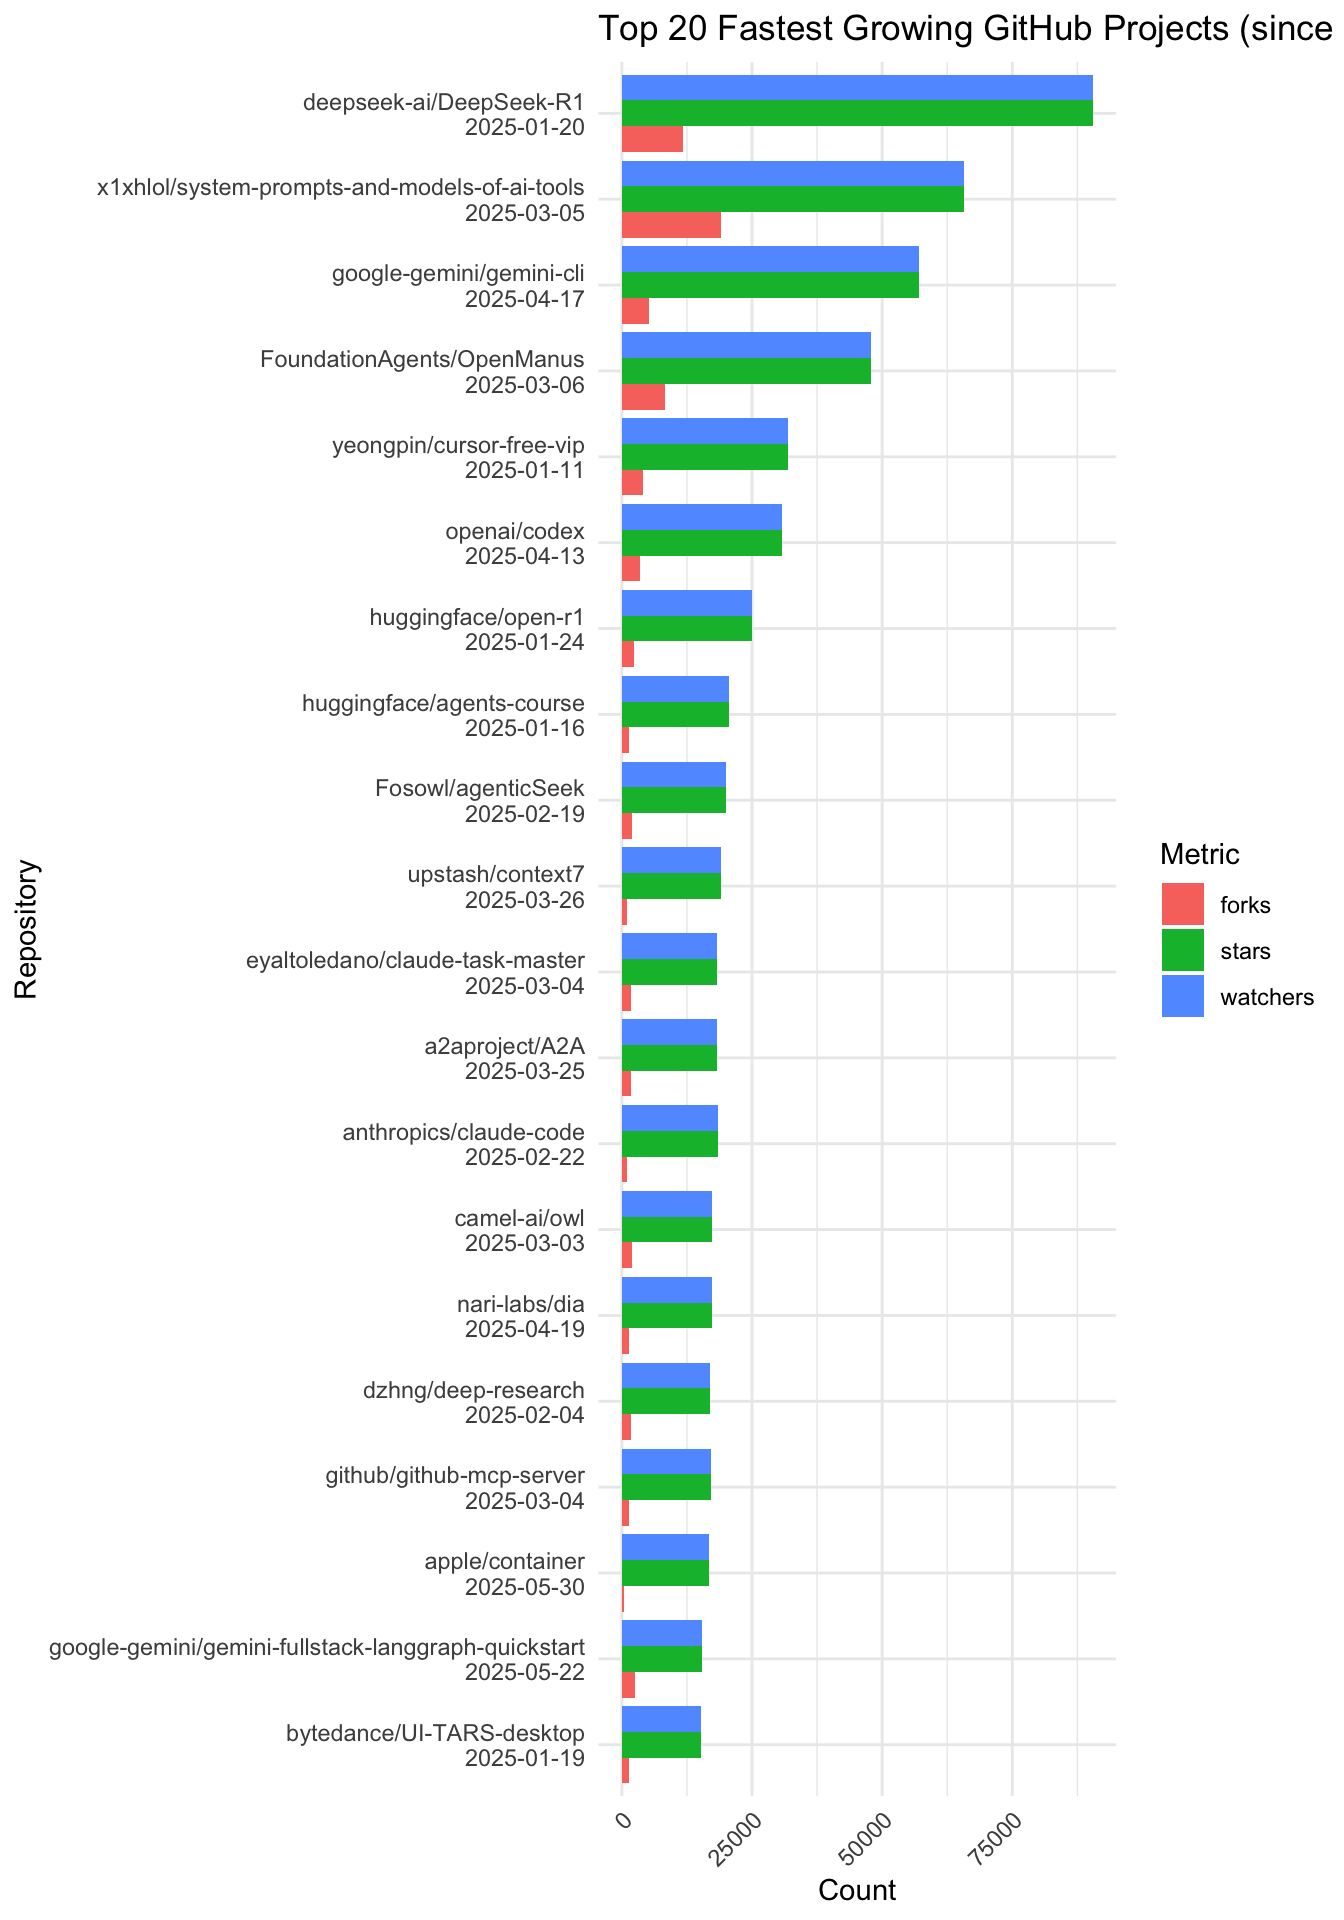 Top 20 Fastest Growing GitHub Projects (since
deepseek-ai/DeepSeek-R1
2025-01-20
x1xhlol/system-prompts-and-models-of-ai-tools
2025-03-05
google-gemini/gemini-cli
2025-04-17
FoundationAgents/OpenManus
2025-03-06
yeongpin/cursor-free-vip
2025-01-11
openai/codex
2025-04-13
huggingface/open-r1
2025-01-24
huggingface/agents-course
2025-01-16
Fosowl/agenticSeek
2025-02-19
upstash/context7
2025-03-26
eyaltoledano/claude-task-master
2025-03-04
a2aproject/A2A
2025-03-25
anthropics/claude-code
2025-02-22
camel-ai/owl
2025-03-03
nari-labs/dia
2025-04-19
dzhng/deep-research
2025-02-04
github/github-mcp-server
2025-03-04
apple/container
2025-05-30
google-gemini/gemini-fullstack-langgraph-quickstart
2025-05-22
bytedance/UI-TARS-desktop
2025-01-19
Repository
0
25000
50000
75000
Count
Metric
forks
stars
watchers